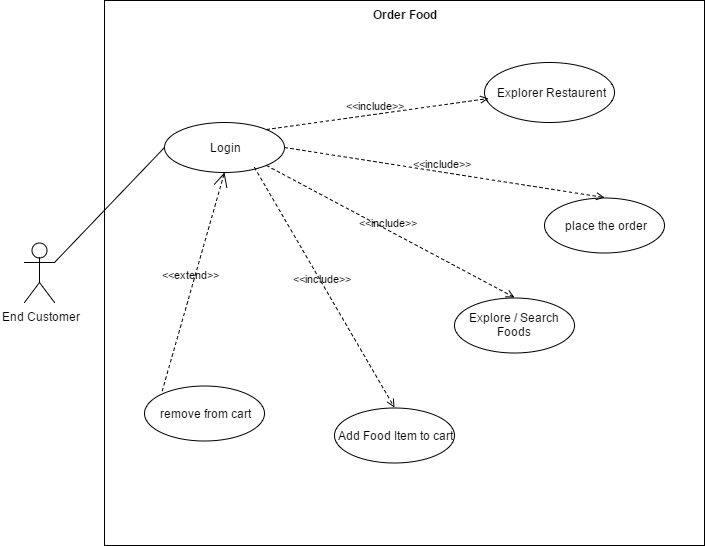 Order Food
Explorer Restaurent
<<include>>
Login
<<include>>
place the order
<<include>>
<<extend>>
<<include>>
End Customer
Explore / Search
Foods
remove from cart
Add Food Item to cart